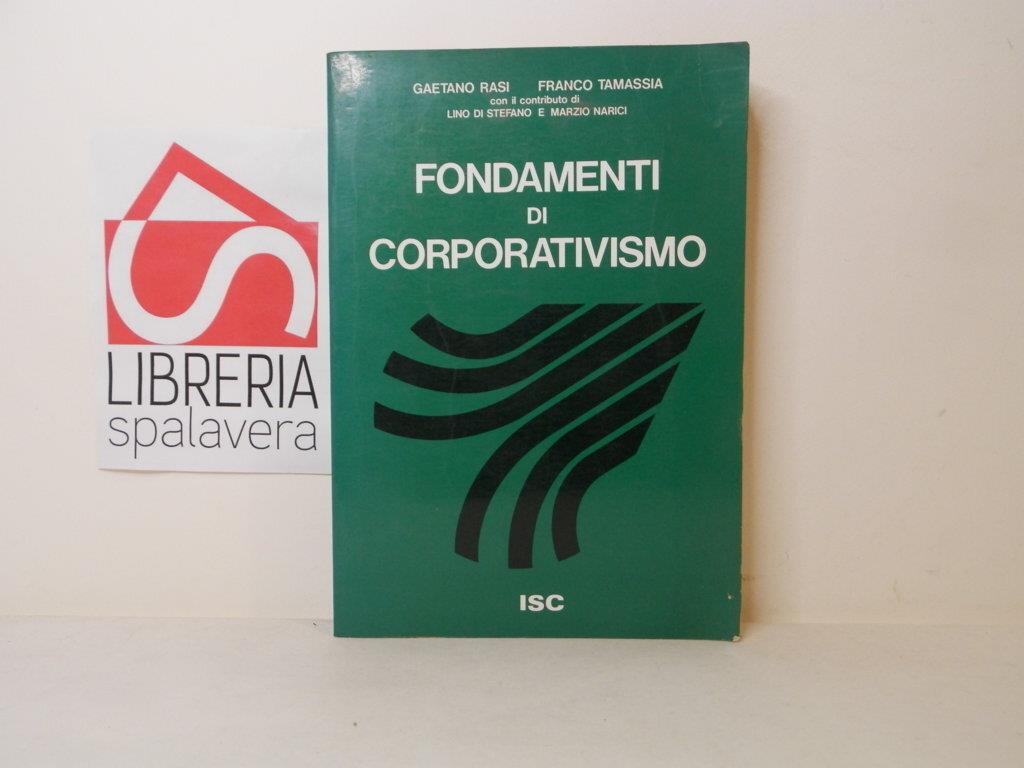 GAETANO RASI FRANCO TAMASSIA
con il contributo di
LINO DI STEFANO E MARZIO NARICI
FONDAMENTI
DI
CORPORATIVISMO
ISC
LIBRERIA
spalavera